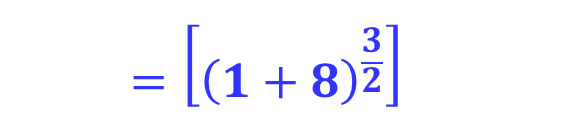 = [(1 + 8)^{3/2}]